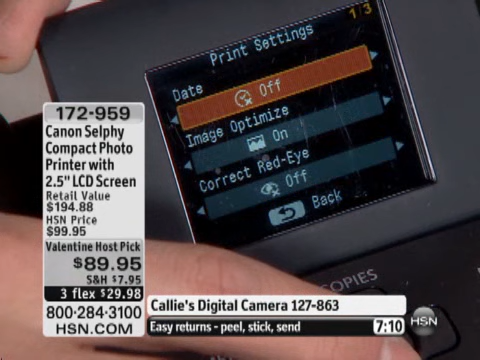 1/3
Print Settings
Date
Off
Image Optimize
On
Correct Red-Eye
Off
Back
COPIES
172-959
Canon Selphy
Compact Photo
Printer with
2.5" LCD Screen
Retail Value
$194.88
HSN Price
$99.95
Valentine Host Pick
$89.95
S&H $7.95
3 flex $29.98
800·284·3100
HSN.COM
Callie's Digital Camera 127-863
Easy returns - peel, stick, send
7:10
HSN